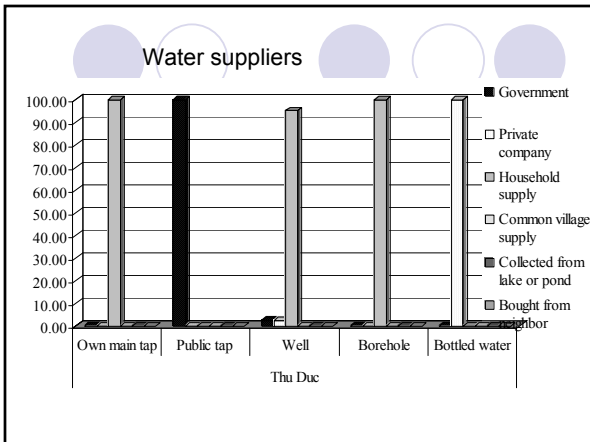 Water suppliers
100.00
90.00
80.00
70.00
60.00
50.00
40.00
30.00
20.00
10.00
0.00
Own main tap
Public tap
Well
Borehole
Bottled water
Thu Duc
Government
Private
company
Household
supply
Common village
supply
Collected from
lake or pond
Bought from
neighbor